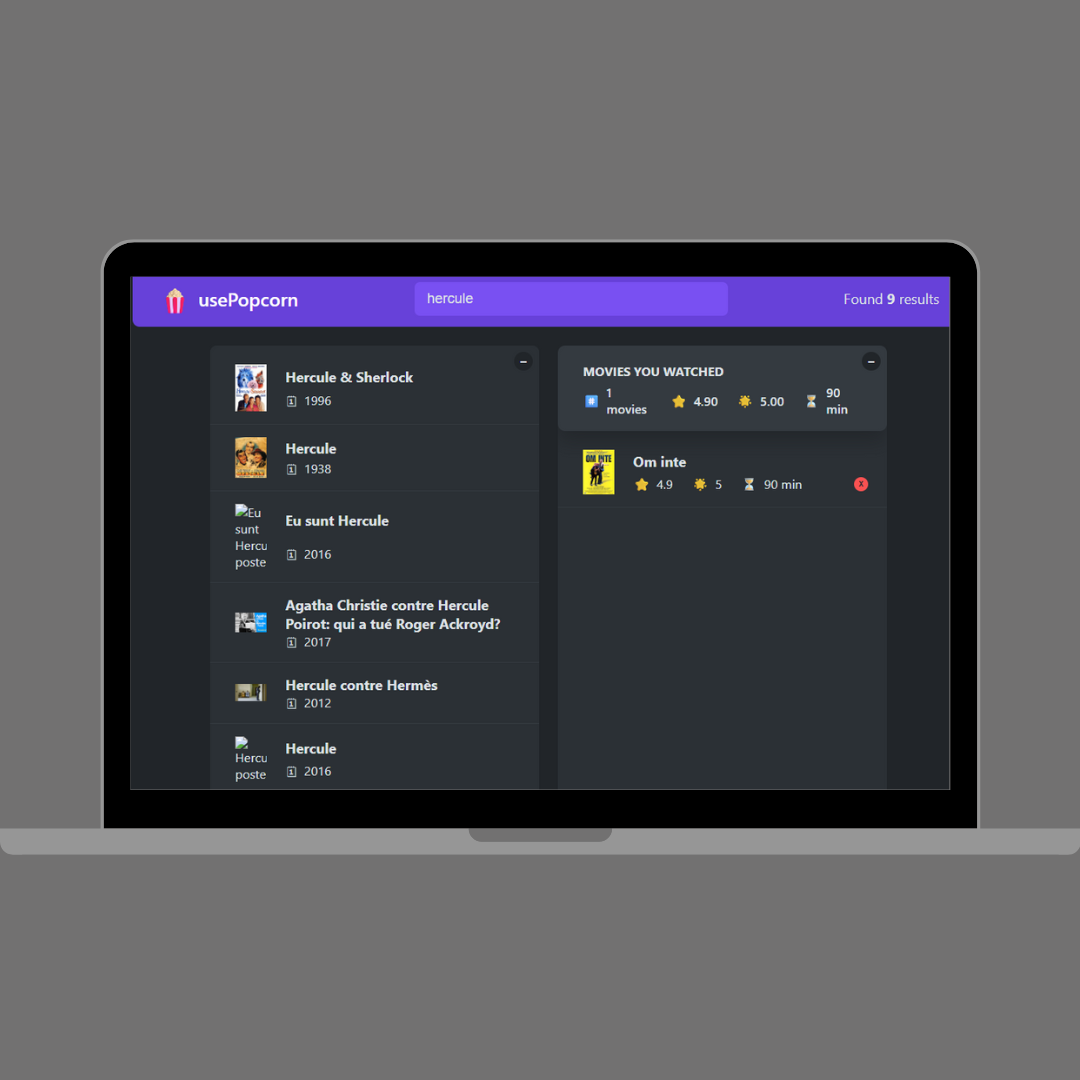 usePopcorn
hercule
Found 9 results
Hercule & Sherlock
1996
Hercule
1938
Eu
sunt
Hercu
poste
Eu sunt Hercule
2016
Agatha Christie contre Hercule
Poirot: qui a tué Roger Ackroyd?
2017
Hercule contre Hermès
2012
Hercu
poste
Hercule
2016
MOVIES YOU WATCHED
#
1
movies
4.90
5.00
90
min
OM INTE
Om inte
4.9
5
90 min
X